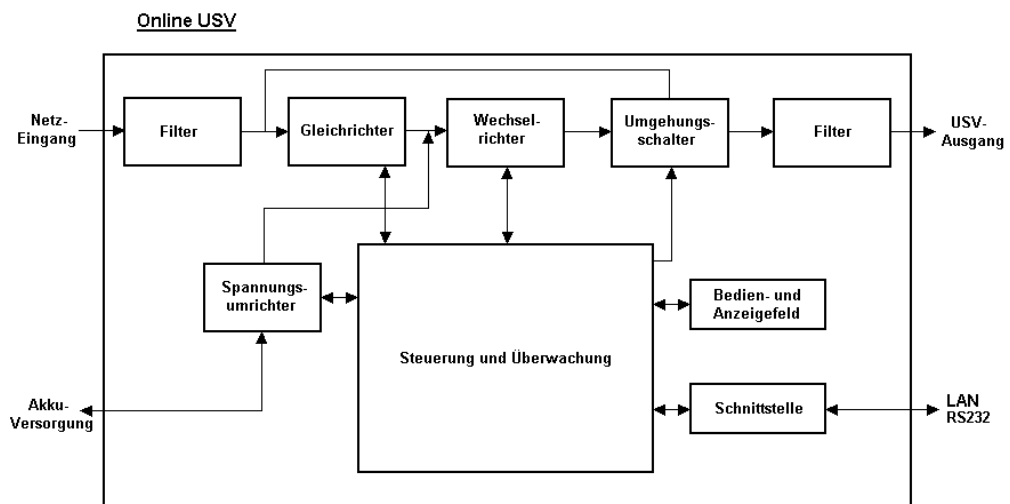 Online USV
Netz-
Eingang
Filter
Gleichrichter
Wechsel-
richter
Umgehungs-
schalter
Filter
USV-
Ausgang
Spannungs-
umrichter
Bedien- und
Anzeigefeld
Steuerung und Überwachung
Akku-
Versorgung
Schnittstelle
LAN
RS232